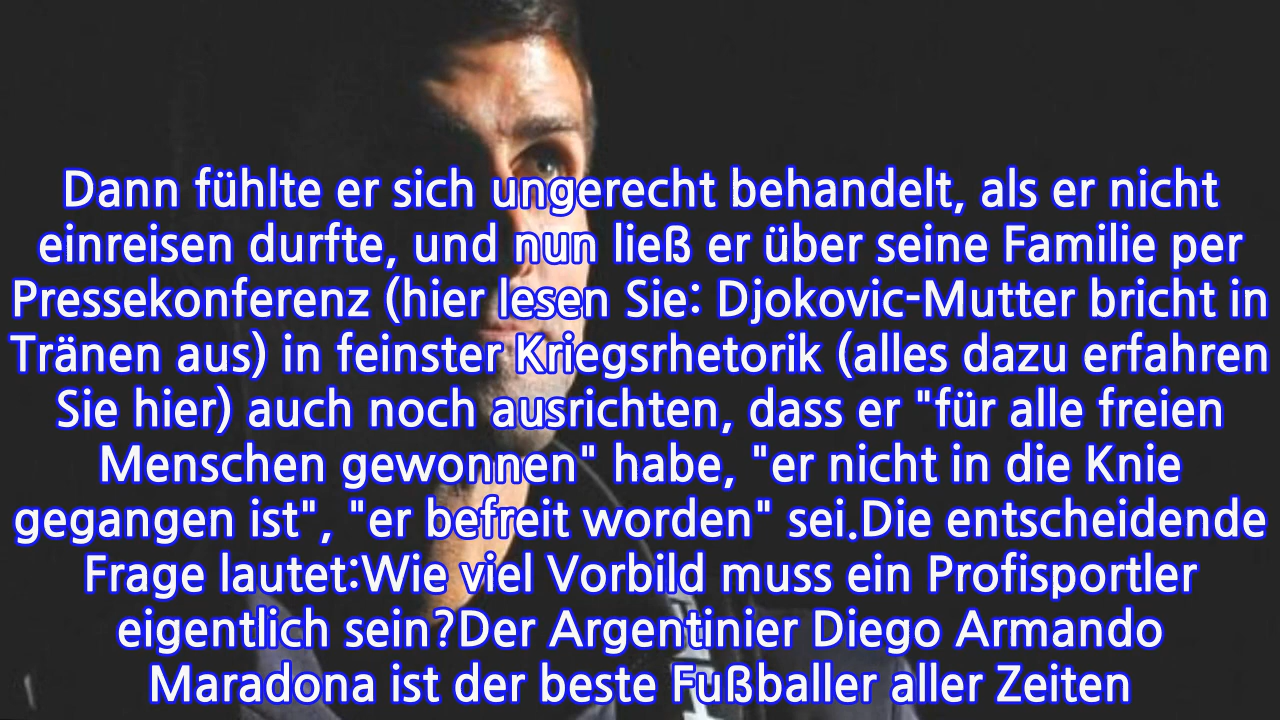 Dann fühlte er sich ungerecht behandelt, als er nicht
einreisen durfte, und nun ließ er über seine Familie per
Pressekonferenz (hier lesen Sie: Djokovic-Mutter bricht in
Tränen aus) in feinster Kriegsrhetorik (alles dazu erfahren
Sie hier) auch noch ausrichten, dass er "für alle freien
Menschen gewonnen" habe, "er nicht in die Knie
gegangen ist", "er befreit worden" sei.Die entscheidende
Frage lautet:Wie viel Vorbild muss ein Profisportler
eigentlich sein?Der Argentinier Diego Armando
Maradona ist der beste Fußballer aller Zeiten